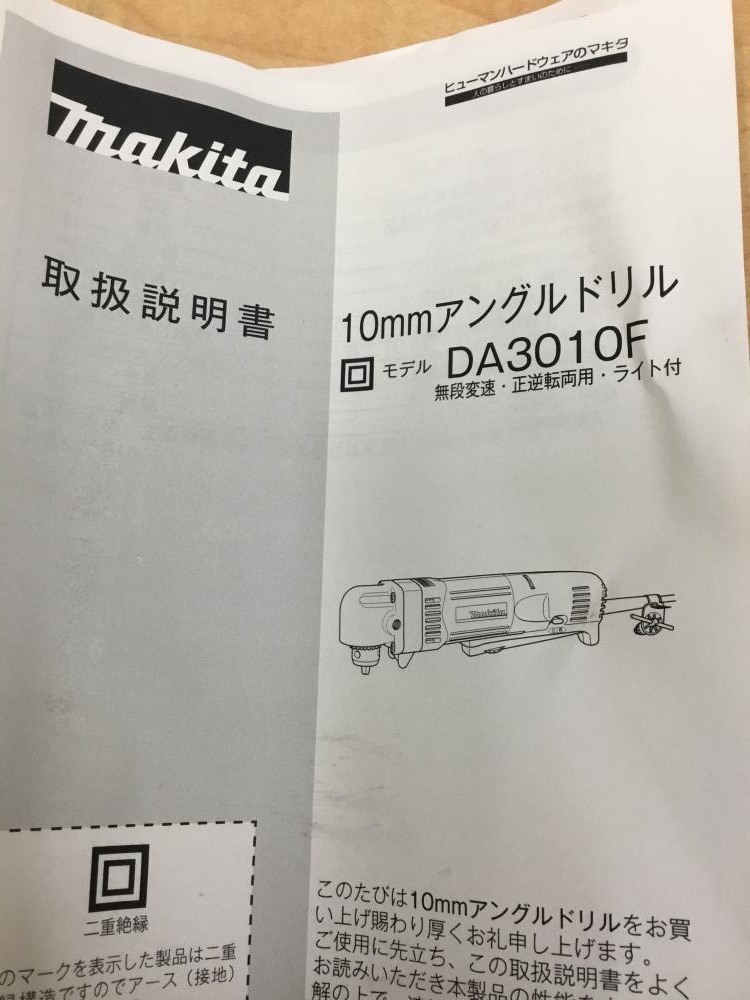 ヒューマンハードウェアのマキタ
人の暮らしとすまいのために
makita
取扱説明書
10mmアングルドリル
モデル DA3010F
無段変速・正逆転両用・ライト付
makita
二重絶縁
のマークを表示した製品は二重
構造ですのでアース（接地）
このたびは10mmアングルドリルをお買
い上げ賜わり厚くお礼申し上げます。
ご使用に先立ち、この取扱説明書をよく
お読みいただき本製品の性能を
解の上で、